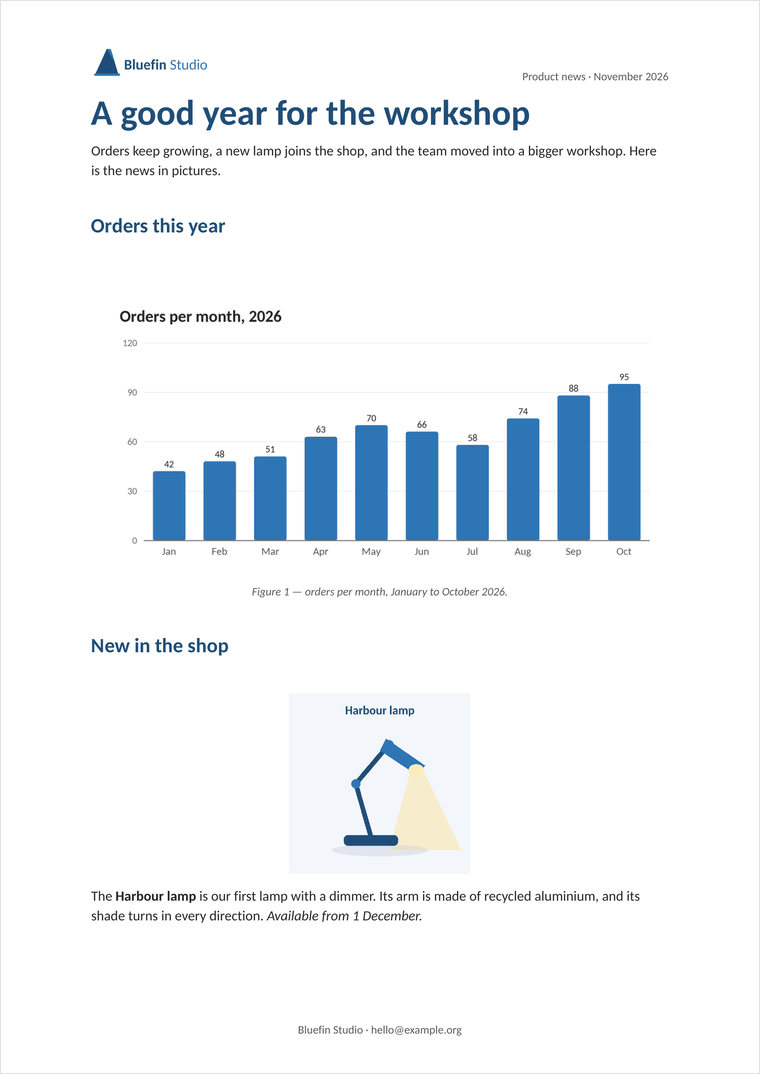 Bluefin Studio
Product news · November 2026
A good year for the workshop
Orders keep growing, a new lamp joins the shop, and the team moved into a bigger workshop. Here
is the news in pictures.
Orders this year
Orders per month, 2026
120
90
60
30
0
42
48
51
63
70
66
58
74
88
95
Jan
Feb
Mar
Apr
May
Jun
Jul
Aug
Sep
Oct
Figure 1 — orders per month, January to October 2026.
New in the shop
Harbour lamp
The Harbour lamp is our first lamp with a dimmer. Its arm is made of recycled aluminium, and its
shade turns in every direction. Available from 1 December.
Bluefin Studio · hello@example.org